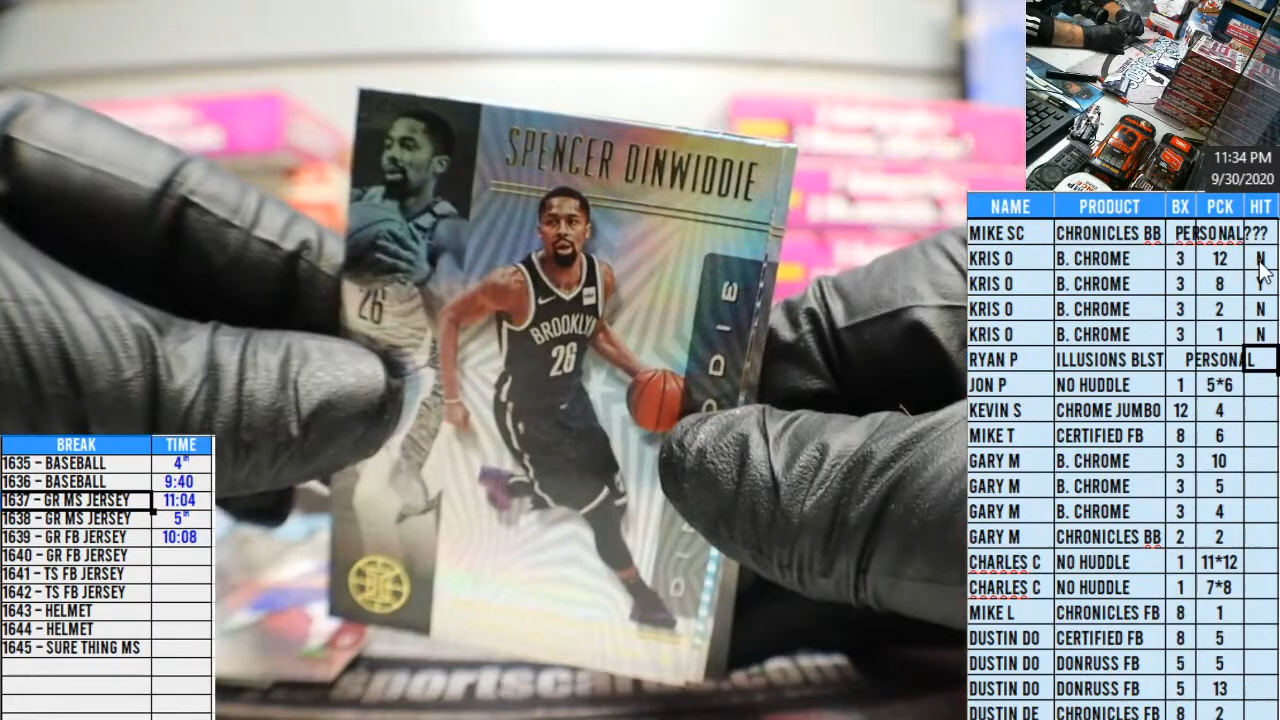 SPENCER DINWIDDIE
26
BROOKLYN
26
DIE
sportscar
11:34 PM
9/30/2020
NAME PRODUCT BX PCK HIT
MIKE SC CHRONICLES BB PERSONAL???
KRIS O B. CHROME 3 12 N
KRIS O B. CHROME 3 8 Y
KRIS O B. CHROME 3 2 N
KRIS O B. CHROME 3 1 N
RYAN P ILLUSIONS BLST PERSONAL
JON P NO HUDDLE 1 5*6
KEVIN S CHROME JUMBO 12 4
MIKE T CERTIFIED FB 8 6
GARY M B. CHROME 3 10
GARY M B. CHROME 3 5
GARY M B. CHROME 3 4
GARY M CHRONICLES BB 2 2
CHARLES C NO HUDDLE 1 11*12
CHARLES C NO HUDDLE 1 7*8
MIKE L CHRONICLES FB 8 1
DUSTIN DO CERTIFIED FB 8 5
DUSTIN DO DONRUSS FB 5 5
DUSTIN DO DONRUSS FB 5 13
DUSTIN DE CHRONICLES FB 8 2
BREAK TIME
1635 - BASEBALL 4TH
1636 - BASEBALL 9:40
1637 - GR MS JERSEY 11:04
1638 - GR MS JERSEY 5TH
1639 - GR FB JERSEY 10:08
1640 - GR FB JERSEY
1641 - TS FB JERSEY
1642 - TS FB JERSEY
1643 - HELMET
1644 - HELMET
1645 - SURE THING MS